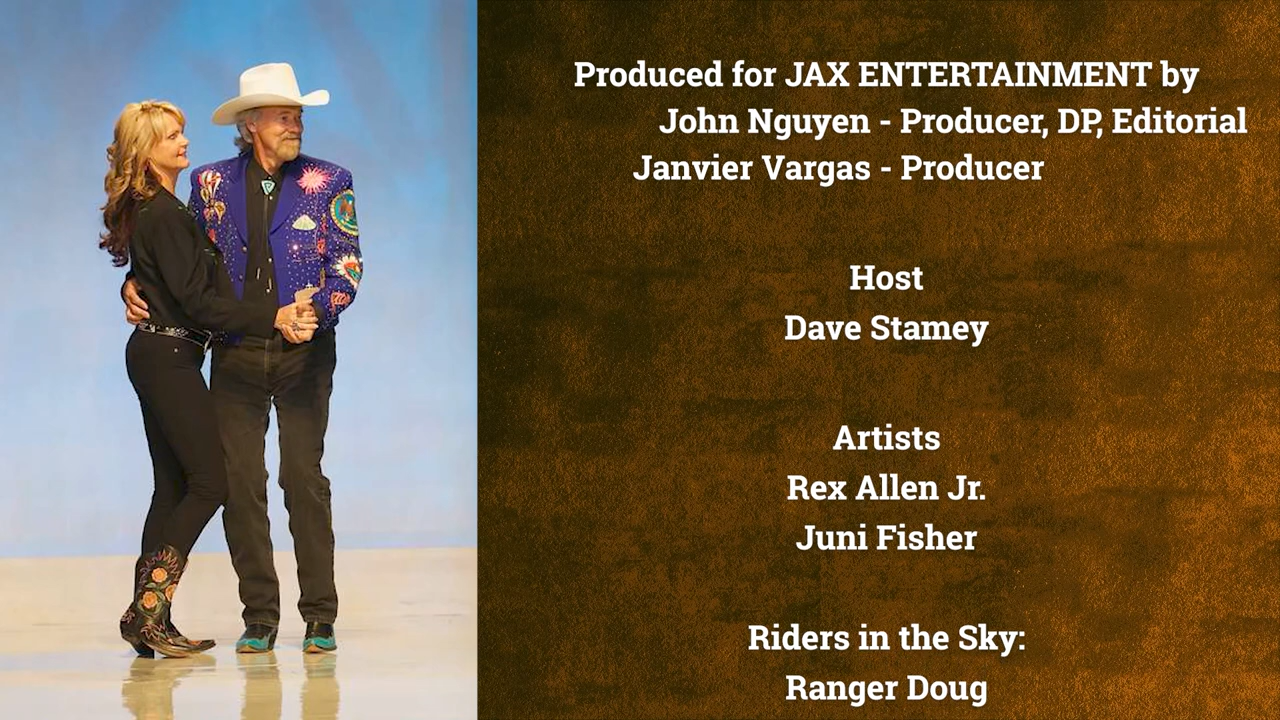 Produced for JAX ENTERTAINMENT by
John Nguyen - Producer, DP, Editorial
Janvier Vargas - Producer
Host
Dave Stamey
Artists
Rex Allen Jr.
Juni Fisher
Riders in the Sky:
Ranger Doug